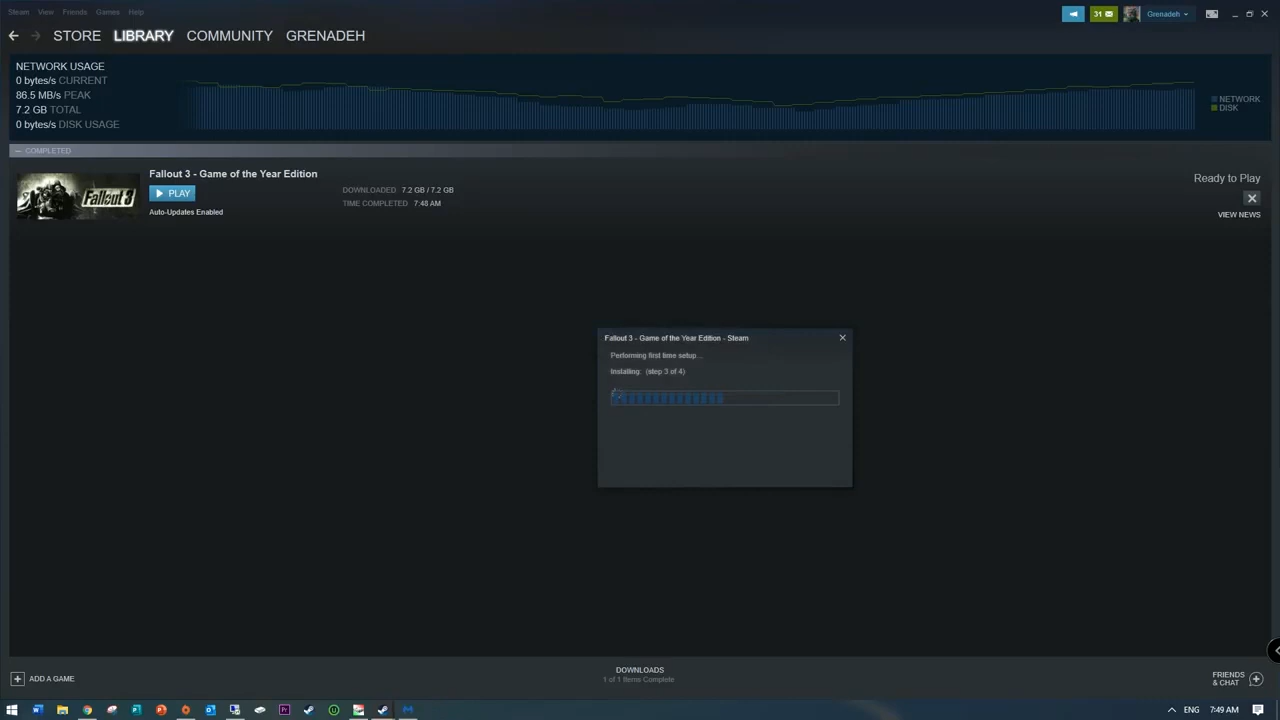 Steam View Friends Games Help
31 Grenadeh
STORE LIBRARY COMMUNITY GRENADEH
NETWORK USAGE
0 bytes/s CURRENT
86.5 MB/s PEAK
7.2 GB TOTAL
0 bytes/s DISK USAGE
NETWORK
DISK
COMPLETED
Fallout 3 - Game of the Year Edition
PLAY
Auto-Updates Enabled
Fallout 3
DOWNLOADED 7.2 GB / 7.2 GB
TIME COMPLETED 7:48 AM
Ready to Play
VIEW NEWS
Fallout 3 - Game of the Year Edition - Steam
Performing first time setup...
Installing: (step 3 of 4)
ADD A GAME
DOWNLOADS
1 of 1 Items Complete
FRIENDS
& CHAT
ENG 7:49 AM